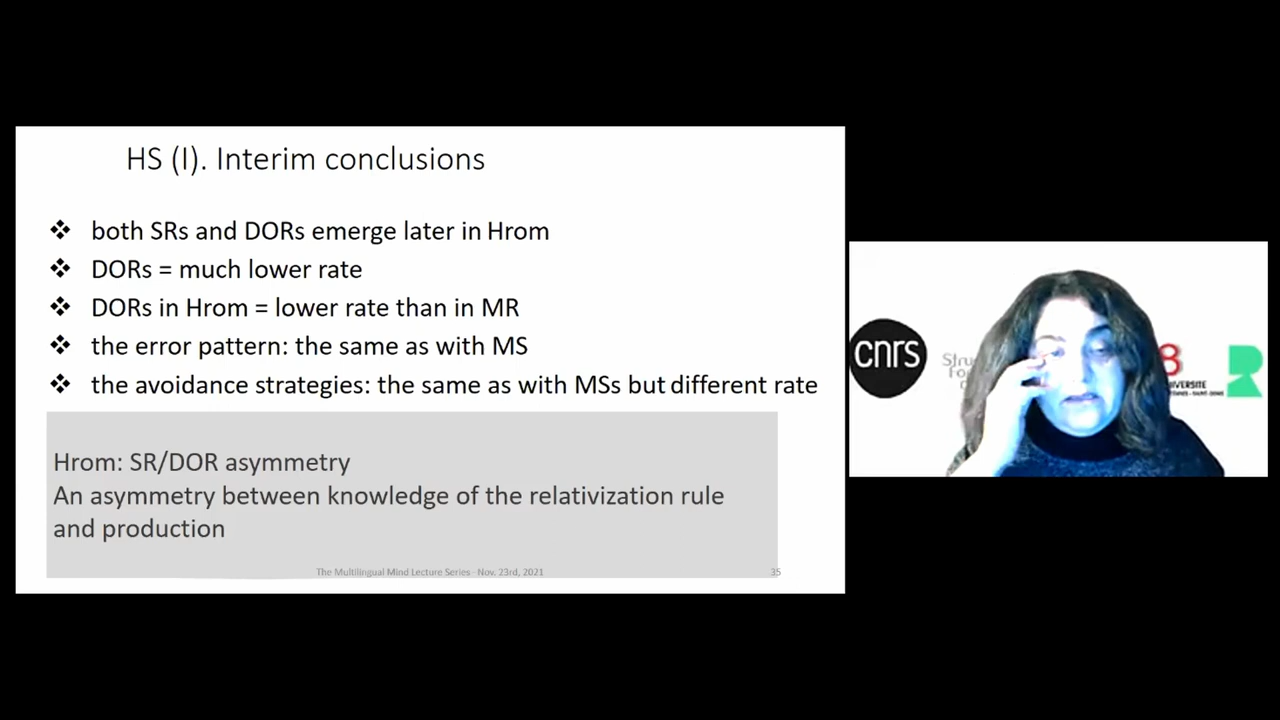 HS (I). Interim conclusions
❖ both SRs and DORs emerge later in Hrom
❖ DORs = much lower rate
❖ DORs in Hrom = lower rate than in MR
❖ the error pattern: the same as with MS
❖ the avoidance strategies: the same as with MSs but different rate
Hrom: SR/DOR asymmetry
An asymmetry between knowledge of the relativization rule
and production
The Multilingual Mind Lecture Series - Nov. 23rd, 2021
35
cnrs
8